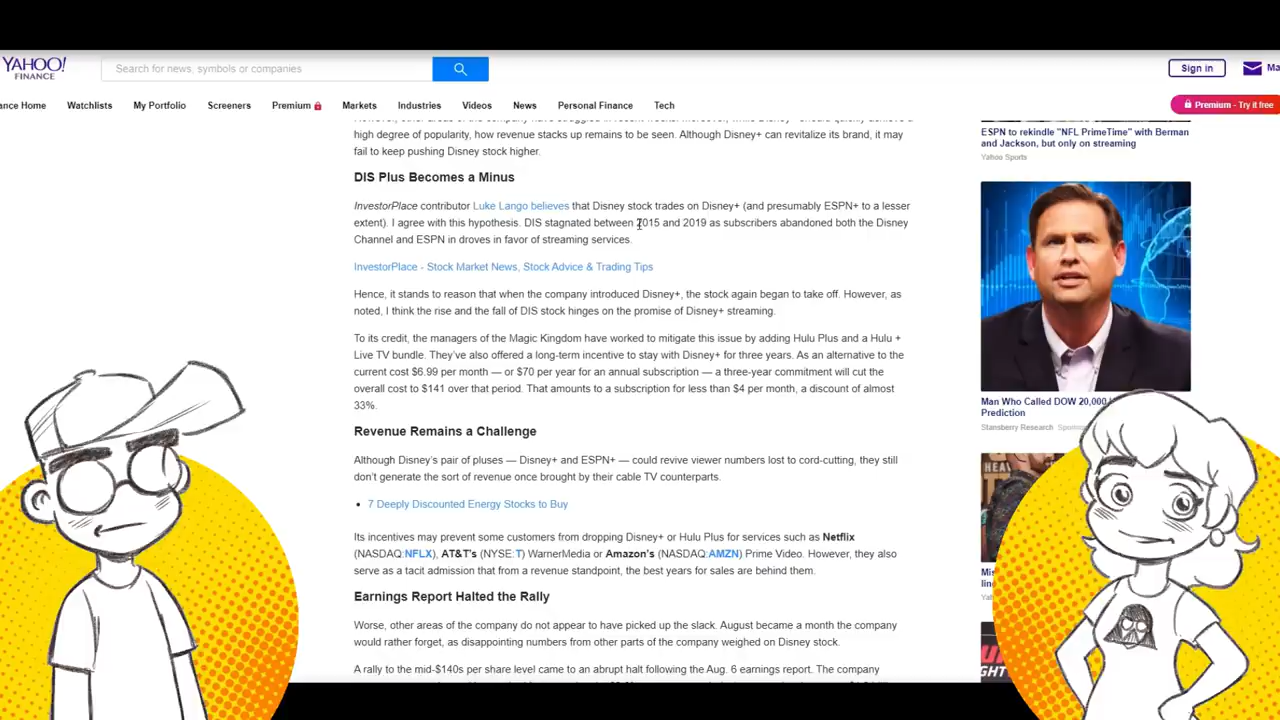 YAHOO!
FINANCE
Search for news, symbols or companies
Sign in
Ma
ance Home Watchlists My Portfolio Screeners Premium Markets Industries Videos News Personal Finance Tech
Premium - Try it free
high degree of popularity, how revenue stacks up remains to be seen. Although Disney+ can revitalize its brand, it may
fail to keep pushing Disney stock higher.
DIS Plus Becomes a Minus
InvestorPlace contributor Luke Lango believes that Disney stock trades on Disney+ (and presumably ESPN+ to a lesser
extent). I agree with this hypothesis. DIS stagnated between 2015 and 2019 as subscribers abandoned both the Disney
Channel and ESPN in droves in favor of streaming services.
InvestorPlace - Stock Market News, Stock Advice & Trading Tips
Hence, it stands to reason that when the company introduced Disney+, the stock again began to take off. However, as
noted, I think the rise and the fall of DIS stock hinges on the promise of Disney+ streaming.
To its credit, the managers of the Magic Kingdom have worked to mitigate this issue by adding Hulu Plus and a Hulu +
Live TV bundle. They've also offered a long-term incentive to stay with Disney+ for three years. As an alternative to the
current cost $6.99 per month — or $70 per year for an annual subscription — a three-year commitment will cut the
overall cost to $141 over that period. That amounts to a subscription for less than $4 per month, a discount of almost
33%.
Revenue Remains a Challenge
Although Disney's pair of pluses — Disney+ and ESPN+ — could revive viewer numbers lost to cord-cutting, they still
don't generate the sort of revenue once brought by their cable TV counterparts.
• 7 Deeply Discounted Energy Stocks to Buy
Its incentives may prevent some customers from dropping Disney+ or Hulu Plus for services such as Netflix
(NASDAQ:NFLX), AT&T's (NYSE:T) WarnerMedia or Amazon's (NASDAQ:AMZN) Prime Video. However, they also
serve as a tacit admission that from a revenue standpoint, the best years for sales are behind them.
Earnings Report Halted the Rally
Worse, other areas of the company do not appear to have picked up the slack. August became a month the company
would rather forget, as disappointing numbers from other parts of the company weighed on Disney stock.
A rally to the mid-$140s per share level came to an abrupt halt following the Aug. 6 earnings report. The company
ESPN to rekindle "NFL PrimeTime" with Berman
and Jackson, but only on streaming
Yahoo Sports
Man Who Called DOW 20,000
Prediction
Stansberry Research
HEA
Mis
line